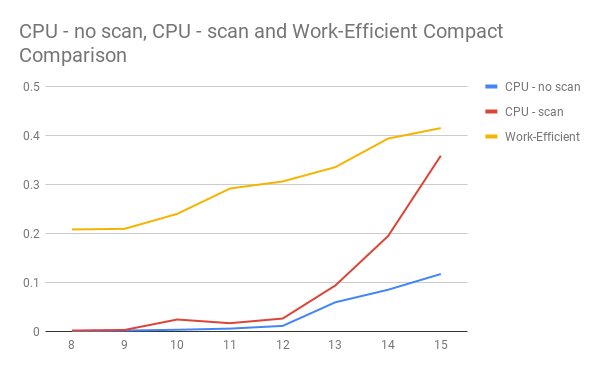 CPU - no scan, CPU - scan and Work-Efficient Compact
Comparison
0.5
CPU - no scan
CPU - scan
0.4
Work-Efficient
0.3
0.2
0.1
0
8 9 10 11 12 13 14 15